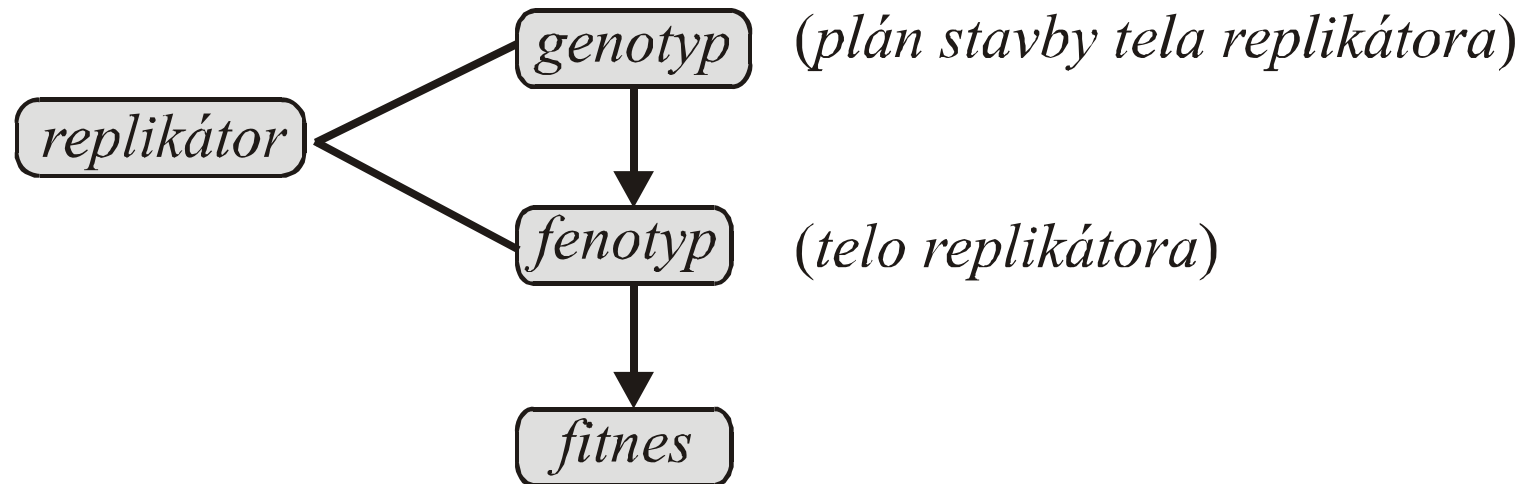 genotyp (plán stavby tela replikátora)
replikátor
fenotyp (telo replikátora)
fitnes